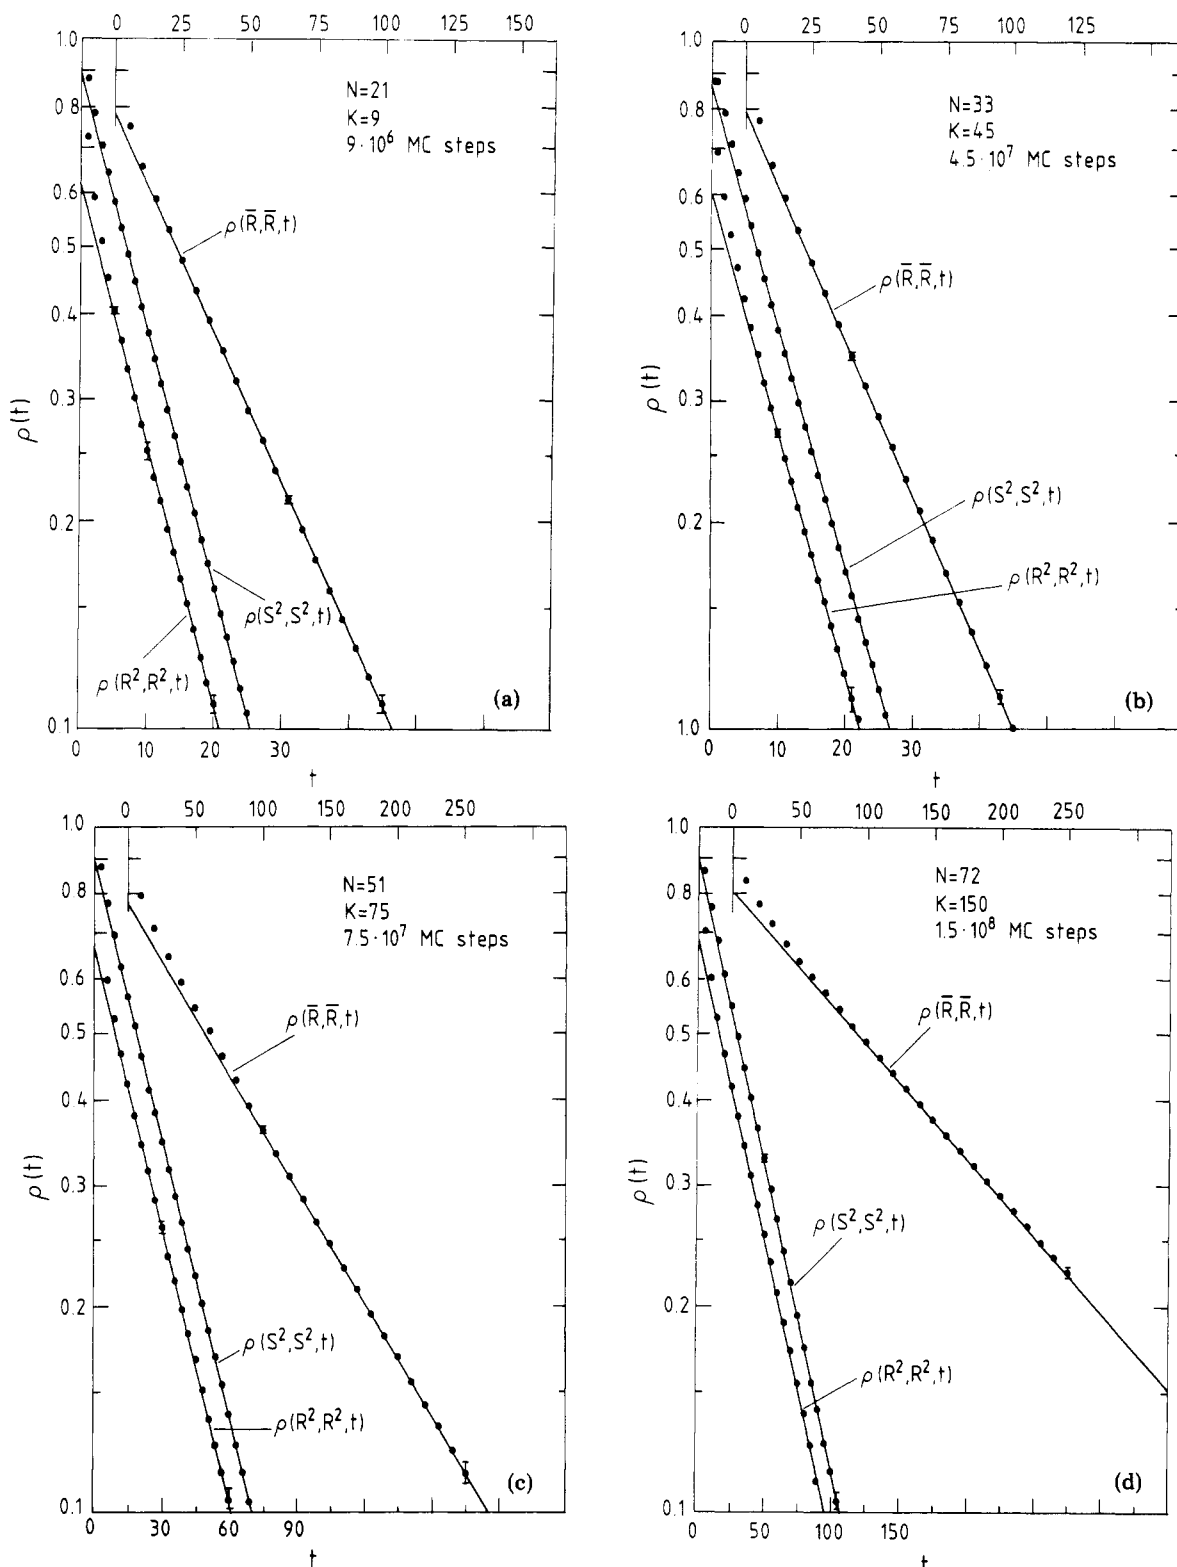 0 25 50 75 100 125 150
1.0
0.8
0.6
0.5
0.4
0.3
0.2
0.1
ρ(t)
N=21
K=9
9·10⁶ MC steps
ρ(R̅,R̅,t)
ρ(S²,S²,t)
ρ(R²,R²,t)
(a)
0 10 20 30
t
0 25 50 75 100 125
1.0
0.8
0.6
0.5
0.4
0.3
0.2
1.0
ρ(t)
N=33
K=45
4.5·10⁷ MC steps
ρ(R̅,R̅,t)
ρ(S²,S²,t)
ρ(R²,R²,t)
(b)
0 10 20 30
t
0 50 100 150 200 250
1.0
0.8
0.6
0.5
0.4
0.3
0.2
0.1
ρ(t)
N=51
K=75
7.5·10⁷ MC steps
ρ(R̅,R̅,t)
ρ(S²,S²,t)
ρ(R²,R²,t)
(c)
0 30 60 90
t
0 50 100 150 200 250
1.0
0.8
0.6
0.5
0.4
0.3
0.2
0.1
ρ(t)
N=72
K=150
1.5·10⁸ MC steps
ρ(R̅,R̅,t)
ρ(S²,S²,t)
ρ(R²,R²,t)
(d)
0 50 100 150
t